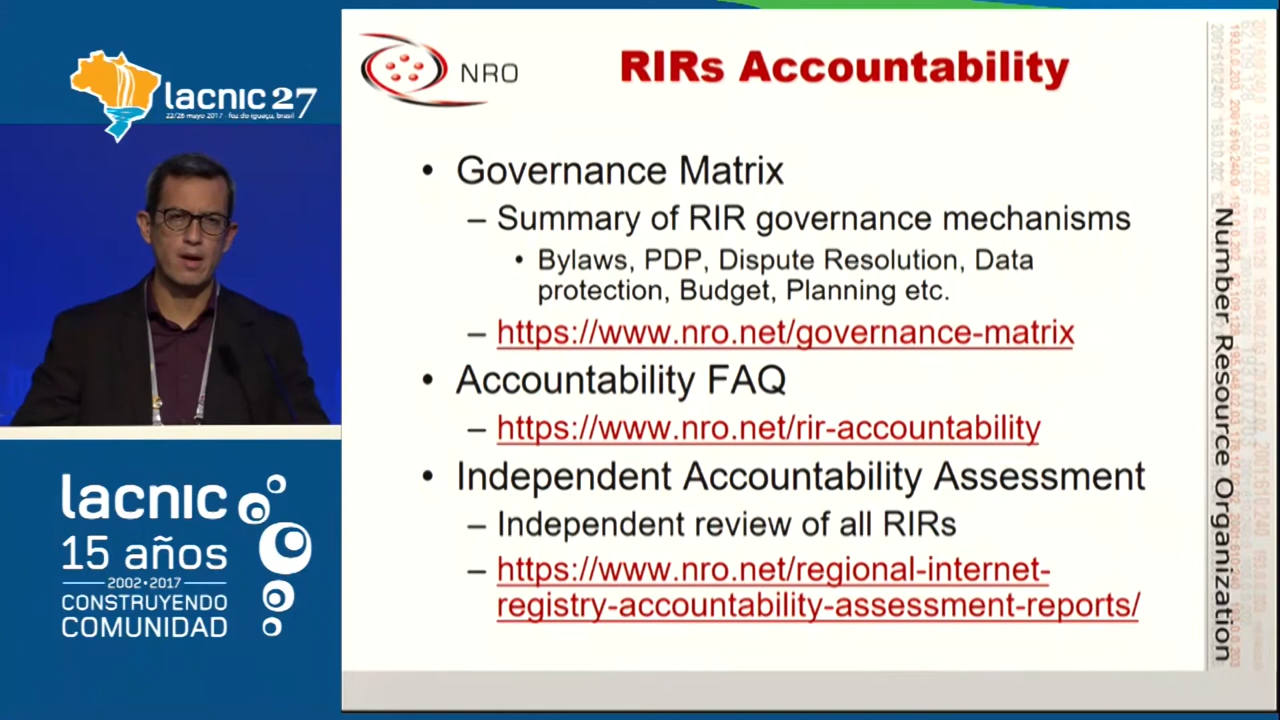 lacnic 27
22/26 mayo 2017 - foz do iguaçu, brasil
lacnic
15 años
2002•2017
CONSTRUYENDO
COMUNIDAD
NRO
RIRs Accountability
• Governance Matrix
– Summary of RIR governance mechanisms
• Bylaws, PDP, Dispute Resolution, Data
protection, Budget, Planning etc.
– https://www.nro.net/governance-matrix
• Accountability FAQ
– https://www.nro.net/rir-accountability
• Independent Accountability Assessment
– Independent review of all RIRs
– https://www.nro.net/regional-internet-
registry-accountability-assessment-reports/
Number Resource Organization